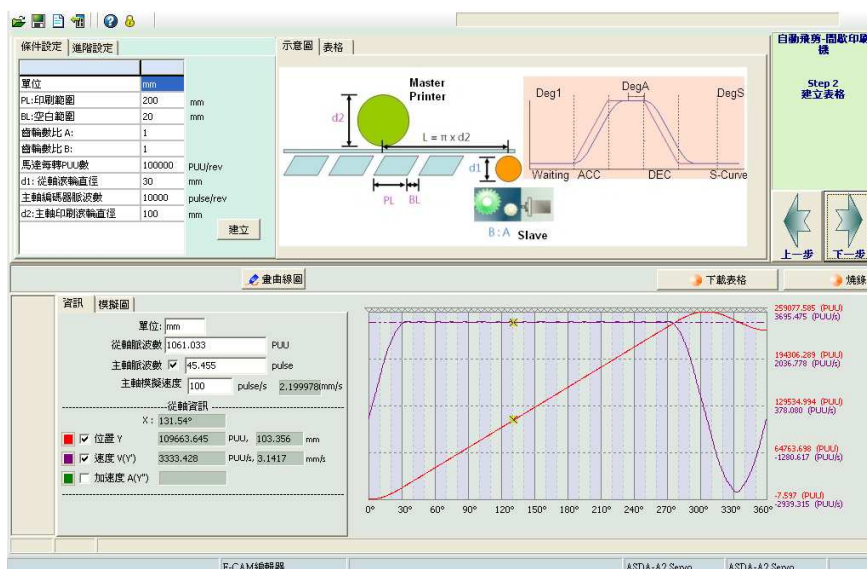 條件設定 進階設定
單位 mm
PL:印刷範圍 200 mm
BL:空白範圍 20 mm
齒輪數比 A: 1
齒輪數比 B: 1
馬達每轉PUU數 100000 PUU/rev
d1: 從軸滾輪直徑 30 mm
主軸編碼器脈波數 10000 pulse/rev
d2:主軸印刷滾輪直徑 100 mm
建立
示意圖 表格
Master
Printer
d2
L = π x d2
d1
PL BL
B:A Slave
Deg1 DegA DegS
Waiting ACC DEC S-Curve
自動飛剪-間歇印刷
機
Step 2
建立表格
上一步 下一步
畫曲線圖
下載表格
燒錄
資訊 模擬圖
單位: mm
從軸脈波數 1061.033 PUU
主軸脈波數 45.455 pulse
主軸模擬速度 100 pulse/s 2.199978(mm/s
從軸資訊
X : 131.54°
位置 Y 109663.645 PUU, 103.356 mm
速度 V(Y') 3333.428 PUU/s, 3.1417 mm/s
加速度 A(Y")
259077.585 (PUU)
3695.475 (PUU/s)
194306.289 (PUU)
2036.778 (PUU/s)
129534.994 (PUU)
378.080 (PUU/s)
64763.698 (PUU)
-1280.617 (PUU/s)
-7.597 (PUU)
-2939.315 (PUU/s)
0° 30° 60° 90° 120° 150° 180° 210° 240° 270° 300° 330° 360°
E-CAM編輯器 ASDA-A2 Servo ASDA-A2 Servo